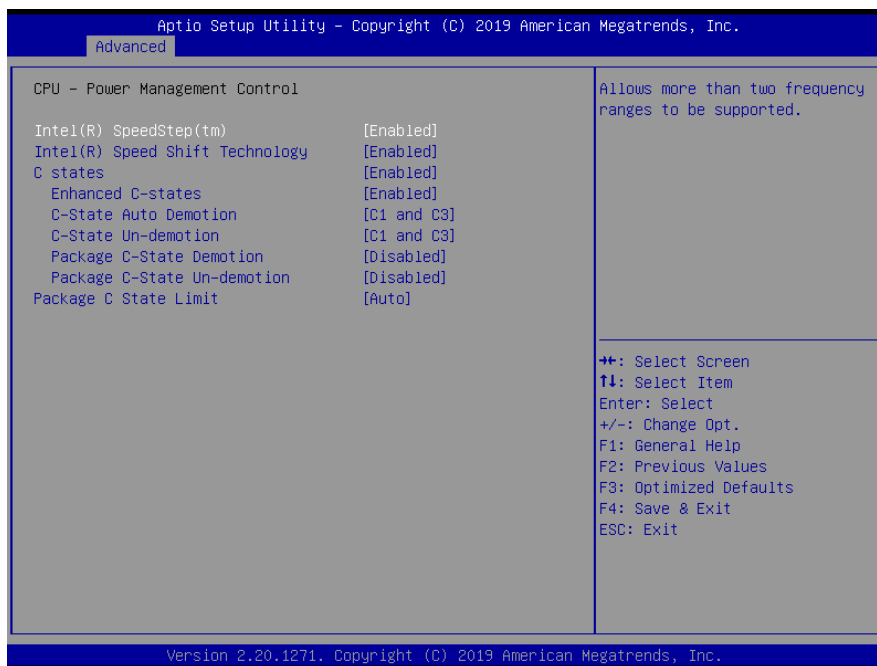 Aptio Setup Utility – Copyright (C) 2019 American Megatrends, Inc.
Advanced
CPU – Power Management Control
Intel(R) SpeedStep(tm) [Enabled]
Intel(R) Speed Shift Technology [Enabled]
C states [Enabled]
Enhanced C-states [Enabled]
C-State Auto Demotion [C1 and C3]
C-State Un-demotion [C1 and C3]
Package C-State Demotion [Disabled]
Package C-State Un-demotion [Disabled]
Package C State Limit [Auto]
Allows more than two frequency
ranges to be supported.
→←: Select Screen
↑↓: Select Item
Enter: Select
+/-: Change Opt.
F1: General Help
F2: Previous Values
F3: Optimized Defaults
F4: Save & Exit
ESC: Exit
Version 2.20.1271. Copyright (C) 2019 American Megatrends, Inc.